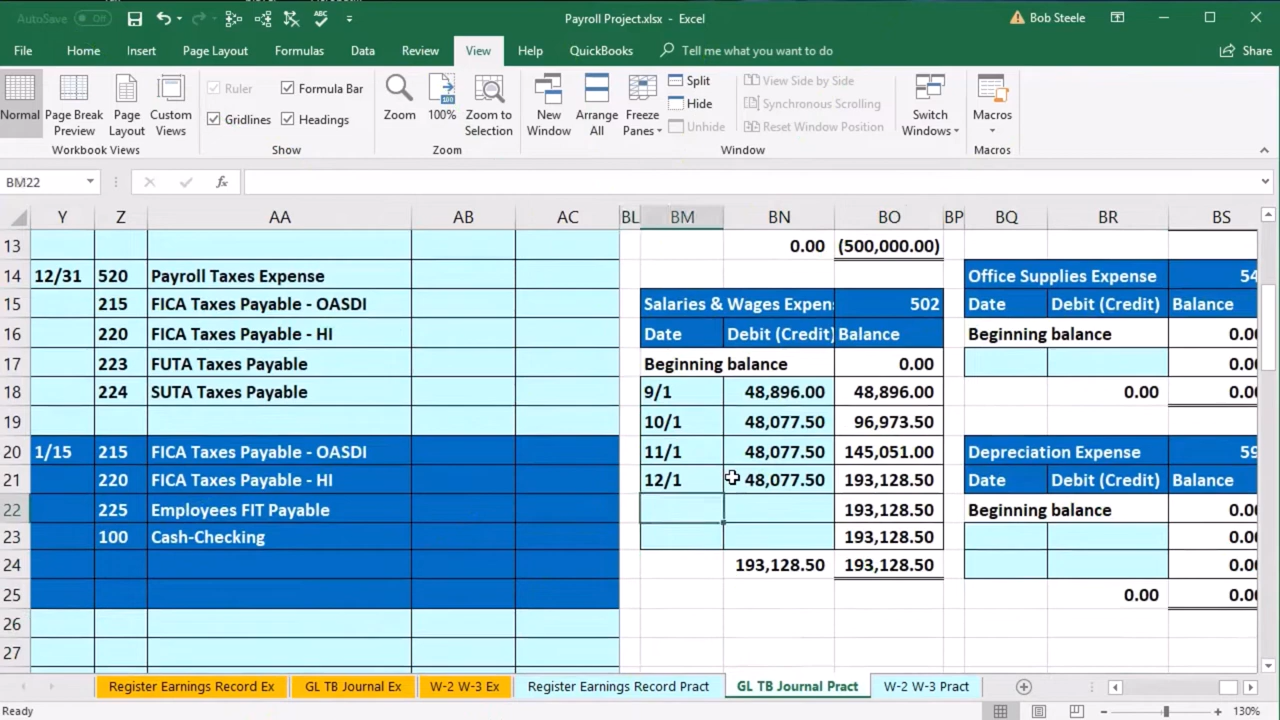 AutoSave Off Payroll Project.xlsx - Excel Bob Steele
File Home Insert Page Layout Formulas Data Review View Help QuickBooks Tell me what you want to do Share
Normal Page Break Preview Page Layout Custom Views
Workbook Views
Ruler Formula Bar
Gridlines Headings
Show
Zoom 100% Zoom to Selection
Zoom
New Window Arrange All Freeze Panes Split Hide Unhide
View Side by Side
Synchronous Scrolling
Reset Window Position
Switch Windows
Window
Macros
Macros
BM22 fx
Y Z AA AB AC BL BM BN BO BP BQ BR BS
13 0.00 (500,000.00)
14 12/31 520 Payroll Taxes Expense Office Supplies Expense 54
15 215 FICA Taxes Payable - OASDI Salaries & Wages Expen 502 Date Debit (Credit) Balance
16 220 FICA Taxes Payable - HI Date Debit (Credit) Balance Beginning balance 0.00
17 223 FUTA Taxes Payable Beginning balance 0.00 0.00
18 224 SUTA Taxes Payable 9/1 48,896.00 48,896.00 0.00 0.00
19 10/1 48,077.50 96,973.50
20 1/15 215 FICA Taxes Payable - OASDI 11/1 48,077.50 145,051.00 Depreciation Expense 59
21 220 FICA Taxes Payable - HI 12/1 48,077.50 193,128.50 Date Debit (Credit) Balance
22 225 Employees FIT Payable 193,128.50 Beginning balance 0.00
23 100 Cash-Checking 193,128.50 0.00
24 193,128.50 193,128.50 0.00
25 0.00 0.00
26
27
Register Earnings Record Ex GL TB Journal Ex W-2 W-3 Ex Register Earnings Record Pract GL TB Journal Pract W-2 W-3 Pract
Ready 130%